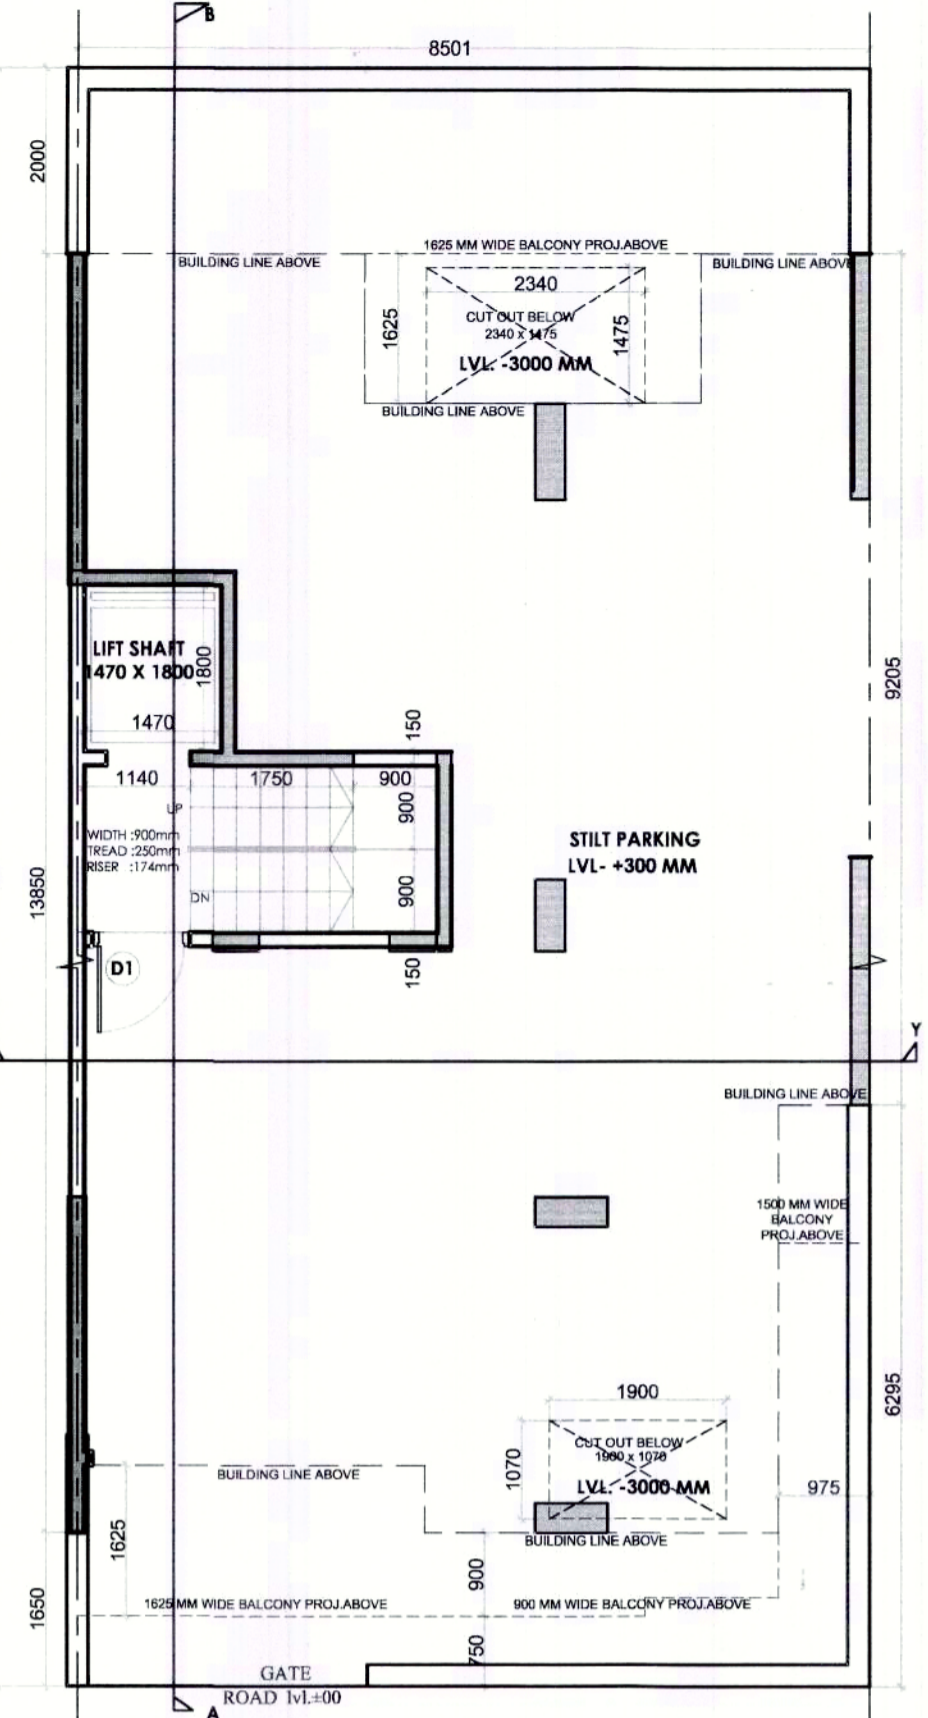 B
8501
2000
1625 MM WIDE BALCONY PROJ.ABOVE
BUILDING LINE ABOVE
BUILDING LINE ABOVE
2340
1625
CUT OUT BELOW
2340 x 1475
1475
LVL. -3000 MM
BUILDING LINE ABOVE
LIFT SHAFT
1470 X 1800
1800
1470
9205
150
1140
1750
900
UP
900
WIDTH :900mm
TREAD :250mm
RISER :174mm
STILT PARKING
LVL- +300 MM
13850
900
DN
D1
150
Y
BUILDING LINE ABOVE
1500 MM WIDE
BALCONY
PROJ.ABOVE
1900
6295
CUT OUT BELOW
1900 x 1070
1070
LVL. -3000 MM
975
BUILDING LINE ABOVE
1625
BUILDING LINE ABOVE
900
1650
1625 MM WIDE BALCONY PROJ.ABOVE
900 MM WIDE BALCONY PROJ.ABOVE
750
GATE
ROAD lvl.±00
A